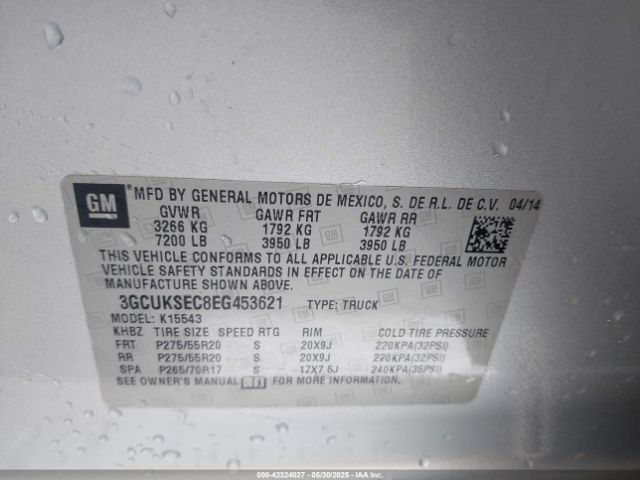 GM
*MFD BY GENERAL MOTORS DE MEXICO, S. DE R.L. DE C.V. 04/14
GVWR GAWR FRT GAWR RR
3266 KG 1792 KG 1792 KG
7200 LB 3950 LB 3950 LB
THIS VEHICLE CONFORMS TO ALL APPLICABLE U.S. FEDERAL MOTOR
VEHICLE SAFETY STANDARDS IN EFFECT ON THE DATE OF
MANUFACTURE SHOWN ABOVE.
3GCUKSEC8EG453621 TYPE: TRUCK
MODEL: K15543
KHBZ TIRE SIZE SPEED RTG RIM COLD TIRE PRESSURE
FRT P275/55R20 S 20X9J 220KPA(32PSI)
RR P275/55R20 S 20X9J 220KPA(32PSI)
SPA P265/70R17 S 17X7.5J 240KPA(35PSI)
SEE OWNER'S MANUAL FOR MORE INFORMATION.
000-42324027 - 05/30/2025 - IAA Holdings, LLC.